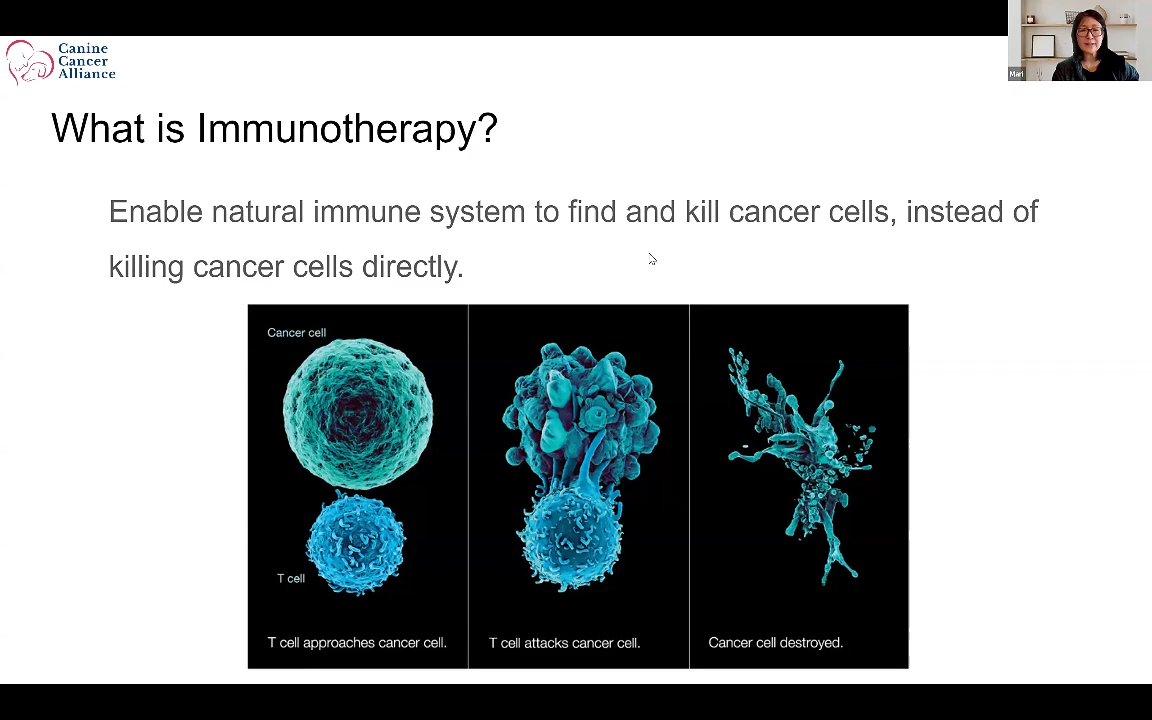 Canine
Cancer
Alliance
Mari
What is Immunotherapy?
Enable natural immune system to find and kill cancer cells, instead of
killing cancer cells directly.
Cancer cell
T cell
T cell approaches cancer cell.
T cell attacks cancer cell.
Cancer cell destroyed.